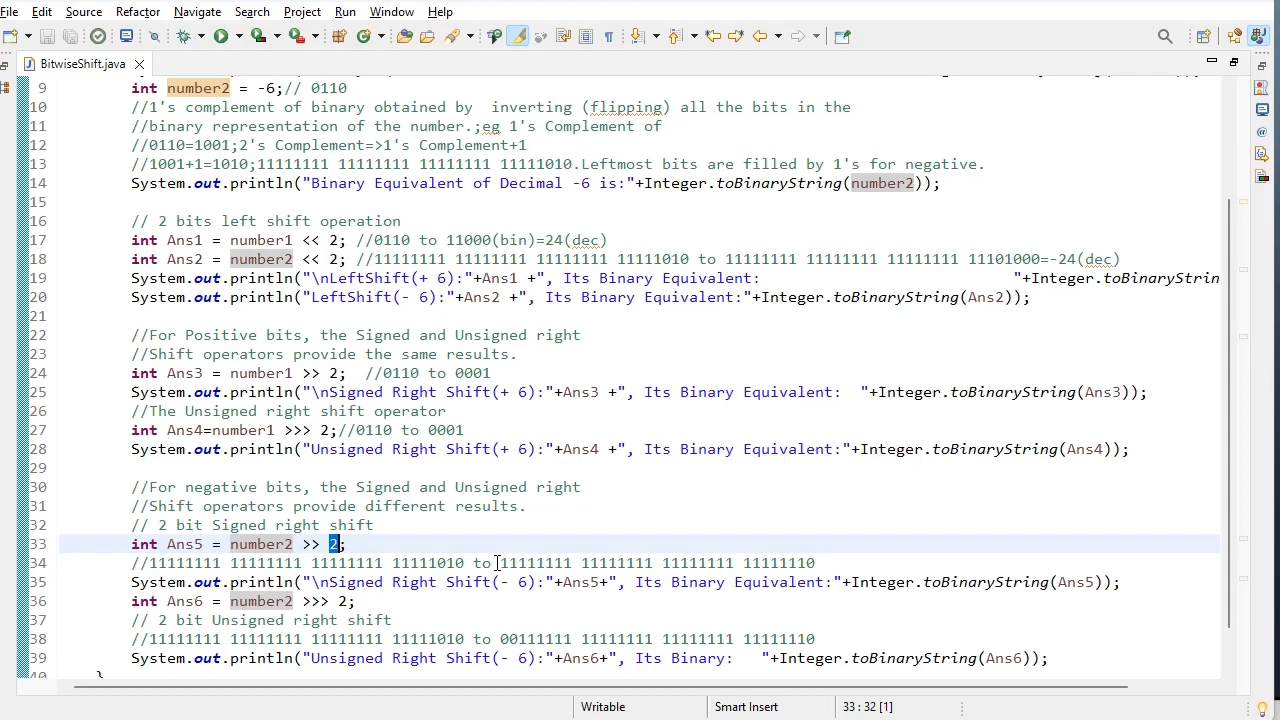 File Edit Source Refactor Navigate Search Project Run Window Help
BitwiseShift.java
9 int number2 = -6;// 0110
10 //1's complement of binary obtained by  inverting (flipping) all the bits in the
11 //binary representation of the number.;eg 1's Complement of
12 //0110=1001;2's Complement=>1's Complement+1
13 //1001+1=1010;11111111 11111111 11111111 11111010.Leftmost bits are filled by 1's for negative.
14 System.out.println("Binary Equivalent of Decimal -6 is:"+Integer.toBinaryString(number2));
15
16 // 2 bits left shift operation
17 int Ans1 = number1 << 2; //0110 to 11000(bin)=24(dec)
18 int Ans2 = number2 << 2; //11111111 11111111 11111111 11111010 to 11111111 11111111 11111111 11101000=-24(dec)
19 System.out.println("\nLeftShift(+ 6):"+Ans1 +", Its Binary Equivalent:                            "+Integer.toBinaryStrin
20 System.out.println("LeftShift(- 6):"+Ans2 +", Its Binary Equivalent:"+Integer.toBinaryString(Ans2));
21
22 //For Positive bits, the Signed and Unsigned right
23 //Shift operators provide the same results.
24 int Ans3 = number1 >> 2;  //0110 to 0001
25 System.out.println("\nSigned Right Shift(+ 6):"+Ans3 +", Its Binary Equivalent:  "+Integer.toBinaryString(Ans3));
26 //The Unsigned right shift operator
27 int Ans4=number1 >>> 2;//0110 to 0001
28 System.out.println("Unsigned Right Shift(+ 6):"+Ans4 +", Its Binary Equivalent:"+Integer.toBinaryString(Ans4));
29
30 //For negative bits, the Signed and Unsigned right
31 //Shift operators provide different results.
32 // 2 bit Signed right shift
33 int Ans5 = number2 >> 2;
34 //11111111 11111111 11111111 11111010 to 11111111 11111111 11111111 11111110
35 System.out.println("\nSigned Right Shift(- 6):"+Ans5+", Its Binary Equivalent:"+Integer.toBinaryString(Ans5));
36 int Ans6 = number2 >>> 2;
37 // 2 bit Unsigned right shift
38 //11111111 11111111 11111111 11111010 to 00111111 11111111 11111111 11111110
39 System.out.println("Unsigned Right Shift(- 6):"+Ans6+", Its Binary:   "+Integer.toBinaryString(Ans6));
Writable Smart Insert 33 : 32 [1]